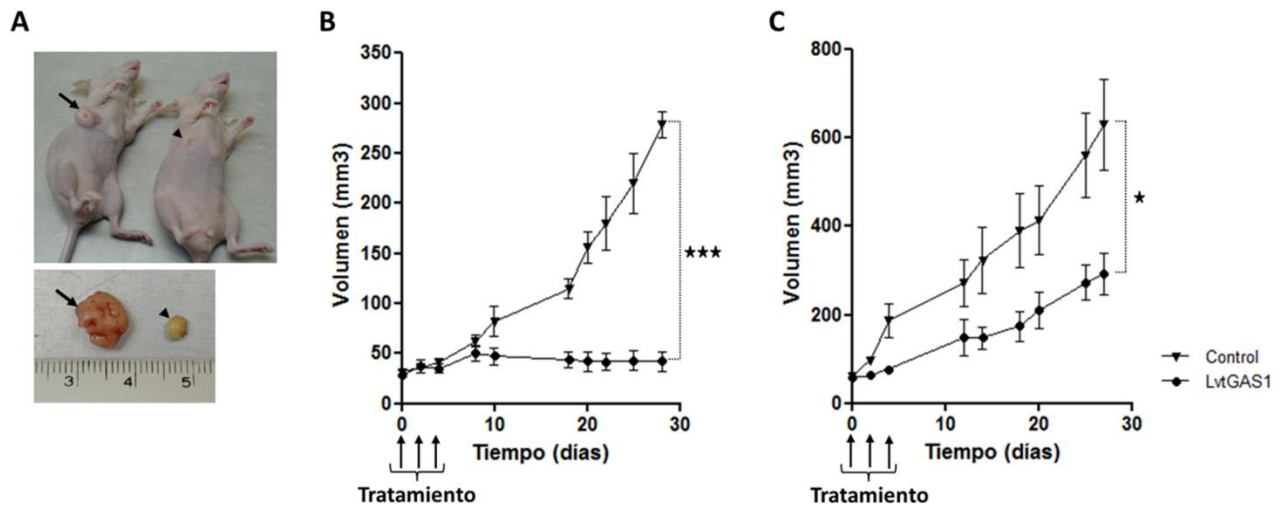 A
B
C
350
300
250
200
150
100
50
0
Volumen (mm3)
0 10 20 30
Tiempo (días)
Tratamiento
★★★
800
600
400
200
0
Volumen (mm3)
0 10 20 30
Tiempo (días)
Tratamiento
★
Control
LvtGAS1
3 4 5